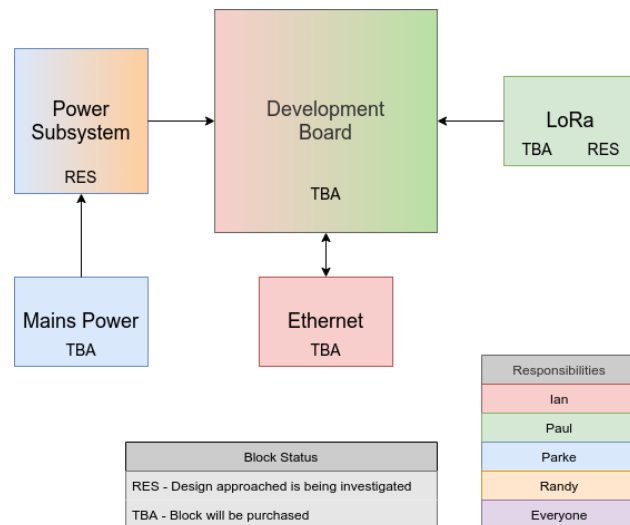 Power
Subsystem
RES
Development
Board
TBA
LoRa
TBA RES
Mains Power
TBA
Ethernet
TBA
Block Status
RES - Design approached is being investigated
TBA - Block will be purchased
Responsibilities
Ian
Paul
Parke
Randy
Everyone